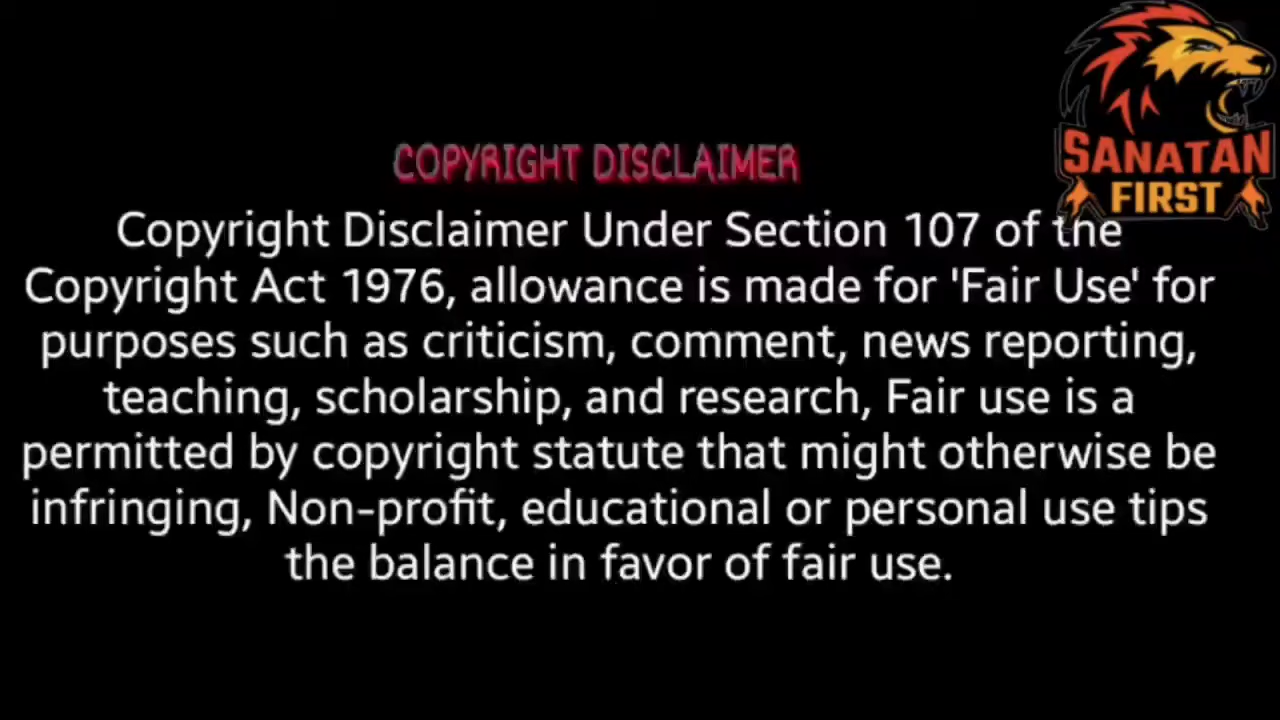 SANATAN
FIRST
COPYRIGHT DISCLAIMER
Copyright Disclaimer Under Section 107 of the
Copyright Act 1976, allowance is made for 'Fair Use' for
purposes such as criticism, comment, news reporting,
teaching, scholarship, and research, Fair use is a
permitted by copyright statute that might otherwise be
infringing, Non-profit, educational or personal use tips
the balance in favor of fair use.